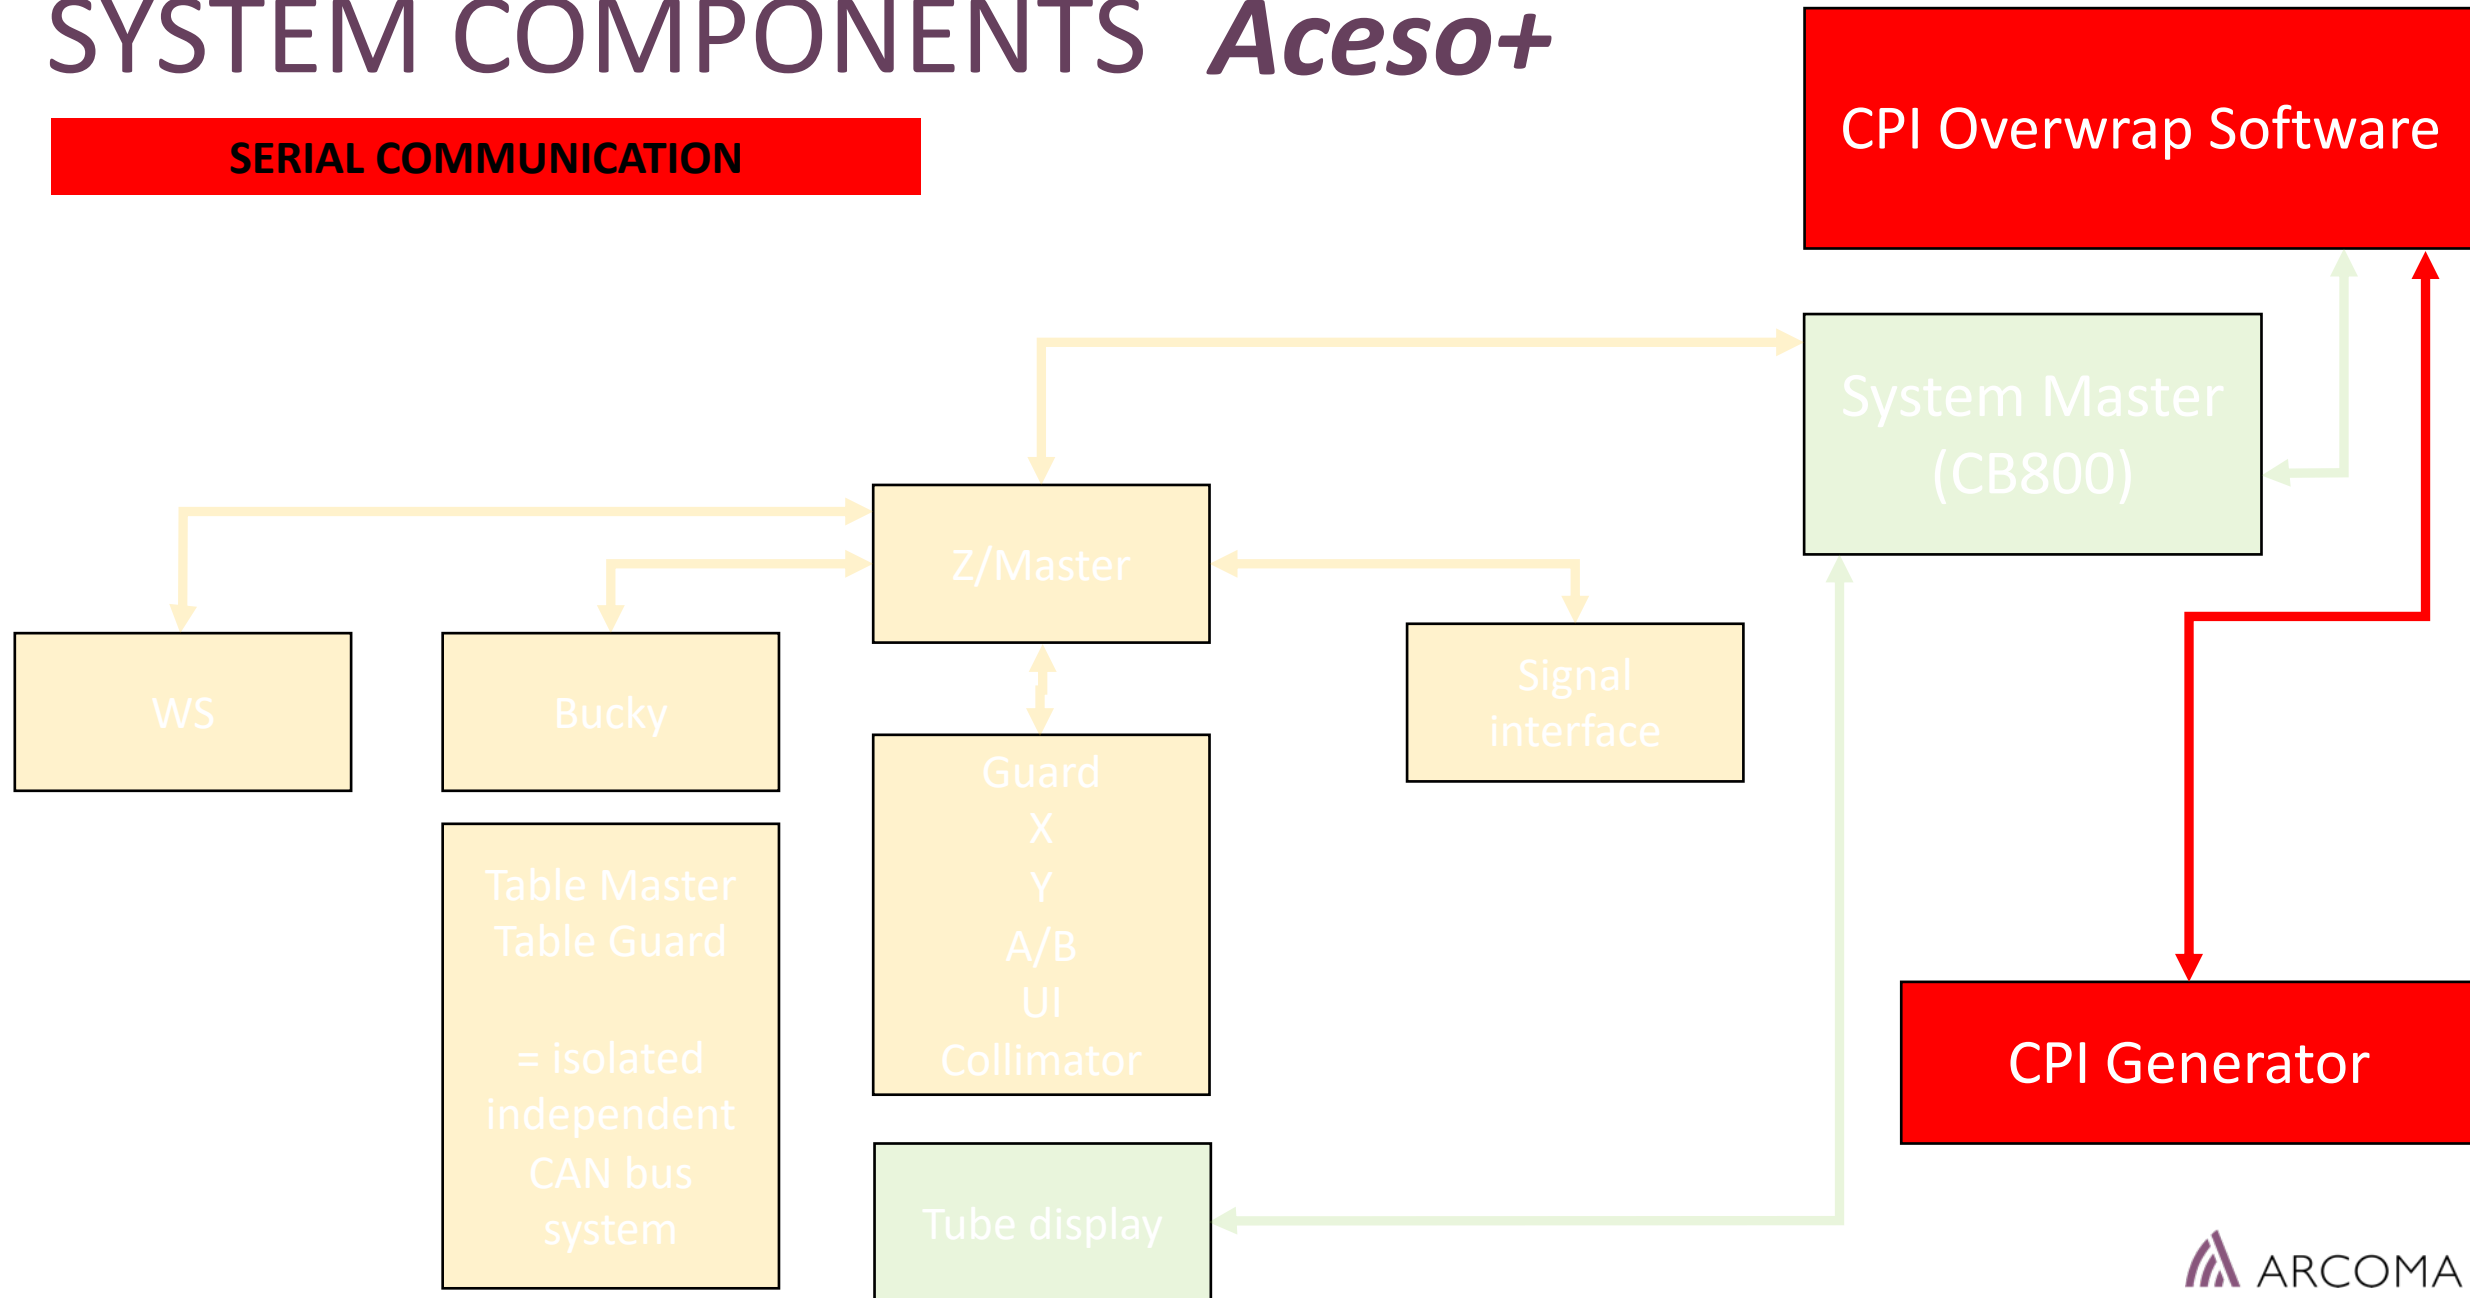 SYSTEM COMPONENTS Aceso+
SERIAL COMMUNICATION
CPI Overwrap Software
System Master
(CB800)
Z/Master
WS
Bucky
Signal
interface
Guard
X
Y
A/B
UI
Collimator
Table Master
Table Guard
= isolated
independent
CAN bus
system
Tube display
CPI Generator
ARCOMA